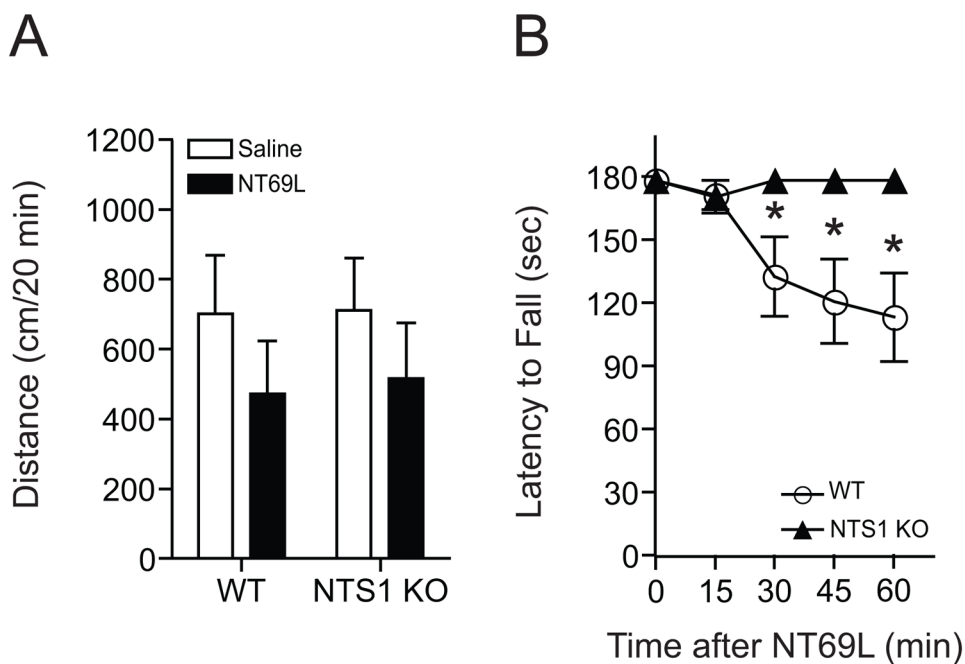 A
Distance (cm/20 min)
1200
1000
800
600
400
200
0
Saline
NT69L
WT
NTS1 KO
B
Latency to Fall (sec)
180
150
120
90
60
30
0
*
*
*
WT
NTS1 KO
0 15 30 45 60
Time after NT69L (min)